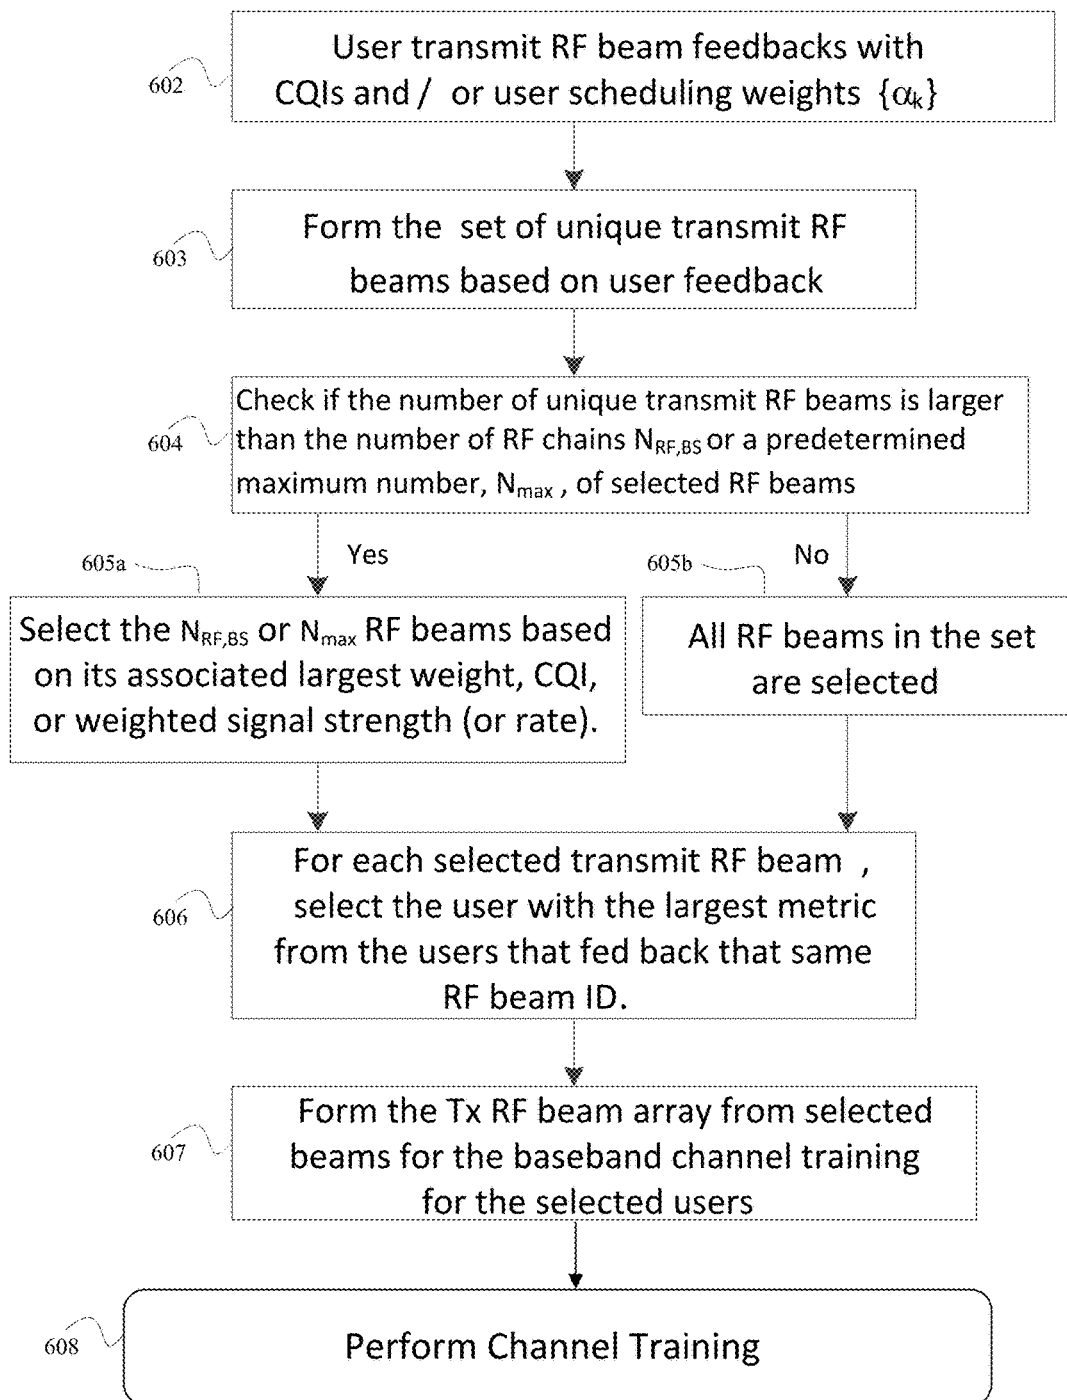 User transmit RF beam feedbacks with
602
CQIs and / or user scheduling weights {αk}
Form the set of unique transmit RF
603
beams based on user feedback
Check if the number of unique transmit RF beams is larger
604
than the number of RF chains NRF,BS or a predetermined
maximum number, Nmax , of selected RF beams
Yes
No
605a
605b
Select the NRF,BS or Nmax RF beams based
on its associated largest weight, CQI,
or weighted signal strength (or rate).
All RF beams in the set
are selected
For each selected transmit RF beam ,
select the user with the largest metric
606
from the users that fed back that same
RF beam ID.
Form the Tx RF beam array from selected
607
beams for the baseband channel training
for the selected users
608
Perform Channel Training